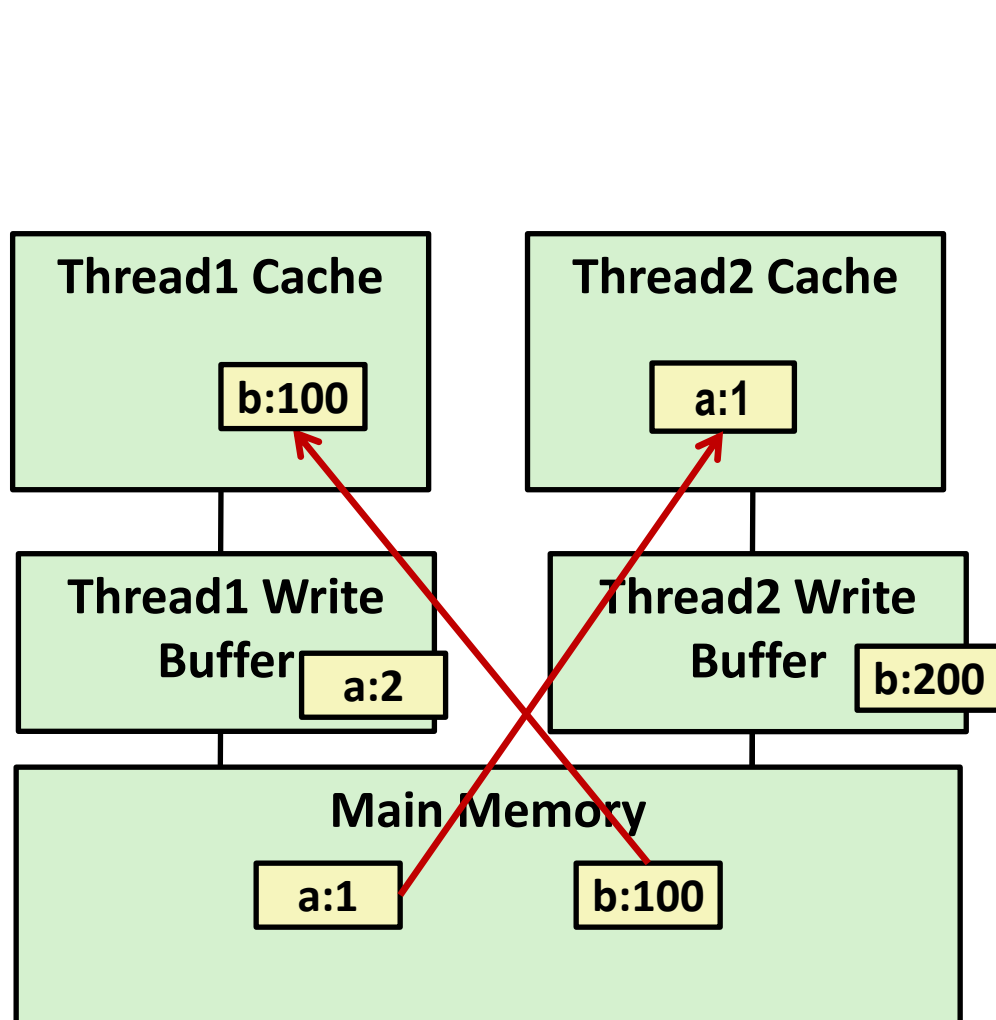 Thread1 Cache
Thread2 Cache
b:100
a:1
Thread1 Write
Buffer
a:2
Thread2 Write
Buffer
b:200
Main Memory
a:1
b:100